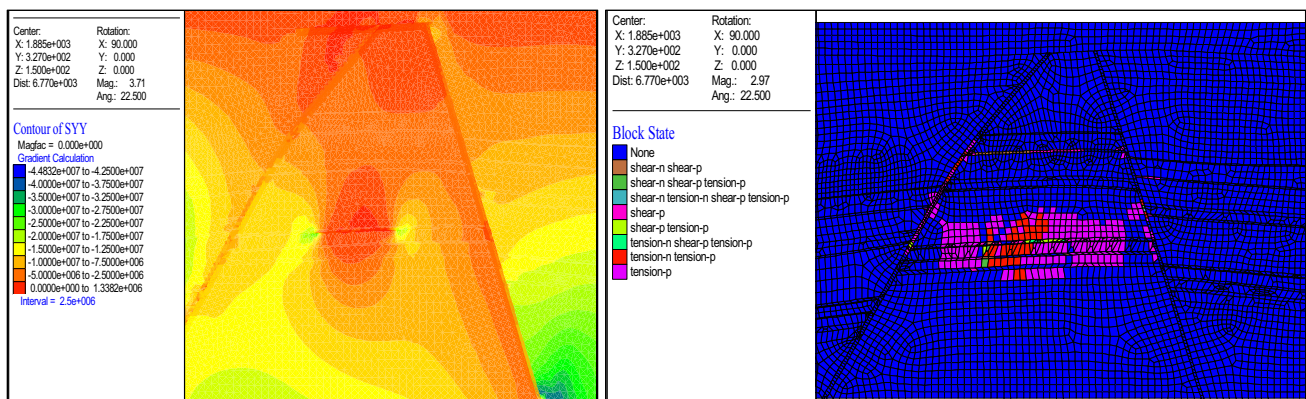 Center: Rotation:
X: 1.885e+003 X: 90.000
Y: 3.270e+002 Y: 0.000
Z: 1.500e+002 Z: 0.000
Dist: 6.770e+003 Mag.: 3.71
Ang.: 22.500
Contour of SYY
Magfac = 0.000e+000
Gradient Calculation
-4.4832e+007 to -4.2500e+007
-4.0000e+007 to -3.7500e+007
-3.5000e+007 to -3.2500e+007
-3.0000e+007 to -2.7500e+007
-2.5000e+007 to -2.2500e+007
-2.0000e+007 to -1.7500e+007
-1.5000e+007 to -1.2500e+007
-1.0000e+007 to -7.5000e+006
-5.0000e+006 to -2.5000e+006
0.0000e+000 to 1.3382e+006
Interval = 2.5e+006
Center: Rotation:
X: 1.885e+003 X: 90.000
Y: 3.270e+002 Y: 0.000
Z: 1.500e+002 Z: 0.000
Dist: 6.770e+003 Mag.: 2.97
Ang.: 22.500
Block State
None
shear-n shear-p
shear-n shear-p tension-p
shear-n tension-n shear-p tension-p
shear-p
shear-p tension-p
tension-n shear-p tension-p
tension-n tension-p
tension-p